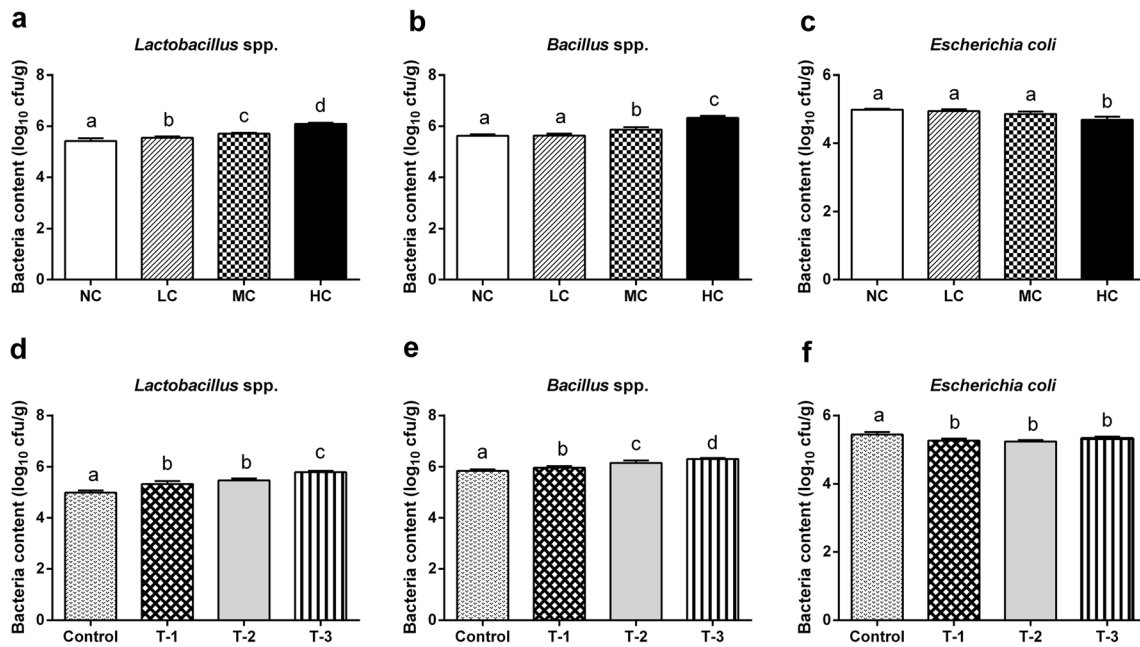 a
Lactobacillus spp.
Bacteria content (log10 cfu/g)
8
6
4
2
0
a
b
c
d
NC
LC
MC
HC
b
Bacillus spp.
Bacteria content (log10 cfu/g)
8
6
4
2
0
a
a
b
c
NC
LC
MC
HC
c
Escherichia coli
Bacteria content (log10 cfu/g)
6
4
2
0
a
a
a
b
NC
LC
MC
HC
d
Lactobacillus spp.
Bacteria content (log10 cfu/g)
8
6
4
2
0
a
b
b
c
Control
T-1
T-2
T-3
e
Bacillus spp.
Bacteria content (log10 cfu/g)
8
6
4
2
0
a
b
c
d
Control
T-1
T-2
T-3
f
Escherichia coli
Bacteria content (log10 cfu/g)
6
4
2
0
a
b
b
b
Control
T-1
T-2
T-3